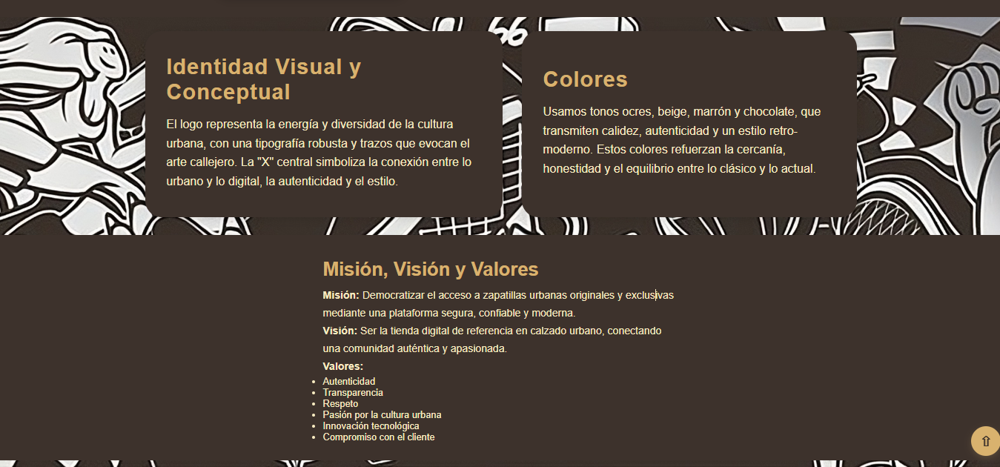 66
Identidad Visual y
Conceptual
El logo representa la energía y diversidad de la cultura
urbana, con una tipografía robusta y trazos que evocan el
arte callejero. La "X" central simboliza la conexión entre lo
urbano y lo digital, la autenticidad y el estilo.
Colores
Usamos tonos ocres, beige, marrón y chocolate, que
transmiten calidez, autenticidad y un estilo retro-
moderno. Estos colores refuerzan la cercanía,
honestidad y el equilibrio entre lo clásico y lo actual.
Misión, Visión y Valores
Misión: Democratizar el acceso a zapatillas urbanas originales y exclusivas
mediante una plataforma segura, confiable y moderna.
Visión: Ser la tienda digital de referencia en calzado urbano, conectando
una comunidad auténtica y apasionada.
Valores:
• Autenticidad
• Transparencia
• Respeto
• Pasión por la cultura urbana
• Innovación tecnológica
• Compromiso con el cliente
⇧